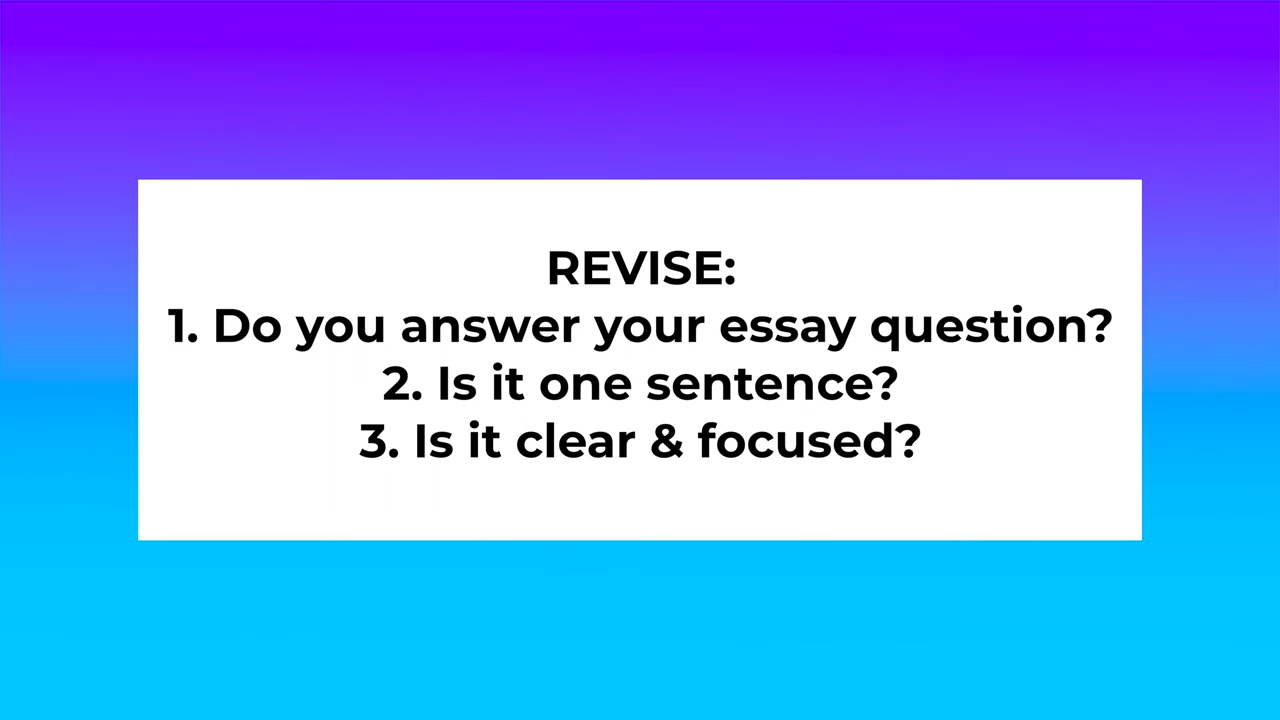 REVISE:
1. Do you answer your essay question?
2. Is it one sentence?
3. Is it clear & focused?